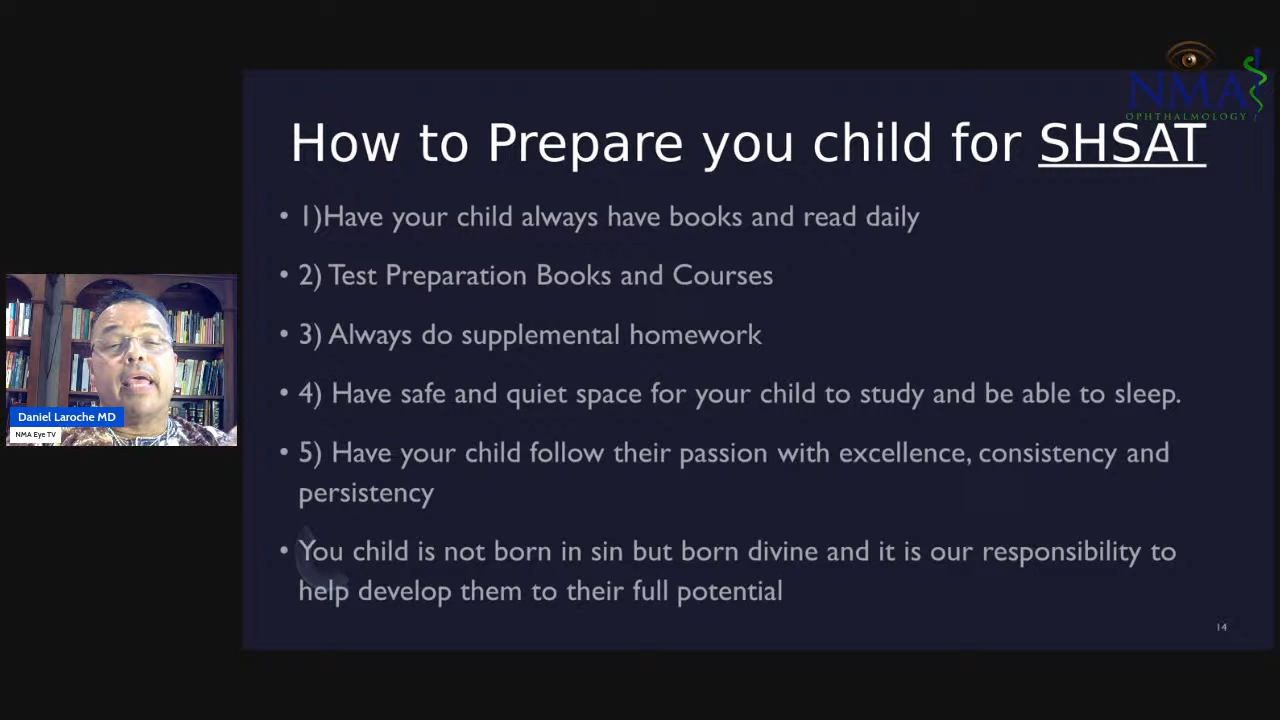 NMA
OPHTHALMOLOGY
How to Prepare you child for SHSAT
• 1)Have your child always have books and read daily
• 2) Test Preparation Books and Courses
• 3) Always do supplemental homework
• 4) Have safe and quiet space for your child to study and be able to sleep.
• 5) Have your child follow their passion with excellence, consistency and
persistency
• You child is not born in sin but born divine and it is our responsibility to
help develop them to their full potential
14
Daniel Laroche MD
NMA Eye TV